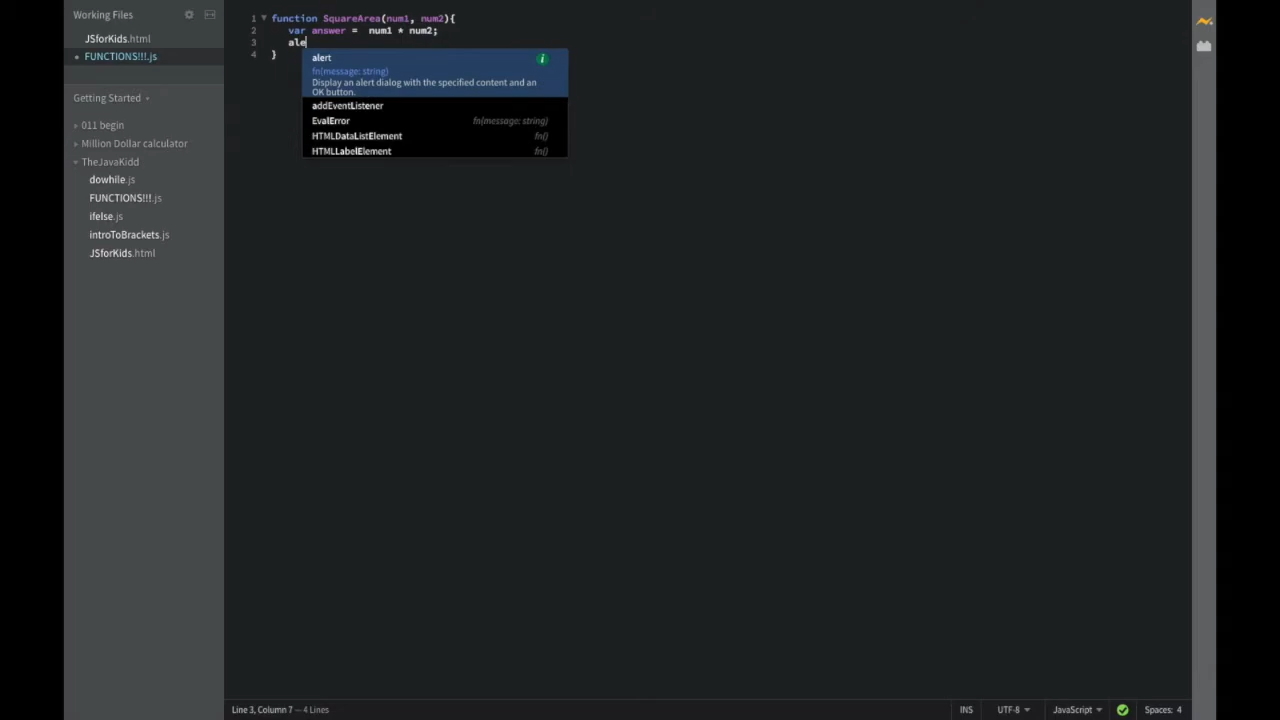 Working Files
JSforKids.html
• FUNCTIONS!!!.js
Getting Started
011 begin
Million Dollar calculator
TheJavaKidd
dowhile.js
FUNCTIONS!!!.js
ifelse.js
introToBrackets.js
JSforKids.html
1 function SquareArea(num1, num2){
2 var answer =  num1 * num2;
3 ale
4 }
alert
fn(message: string)
Display an alert dialog with the specified content and an
OK button.
addEventListener
EvalError fn(message: string)
HTMLDataListElement fn()
HTMLLabelElement fn()
Line 3, Column 7 — 4 Lines
INS UTF-8 JavaScript Spaces: 4